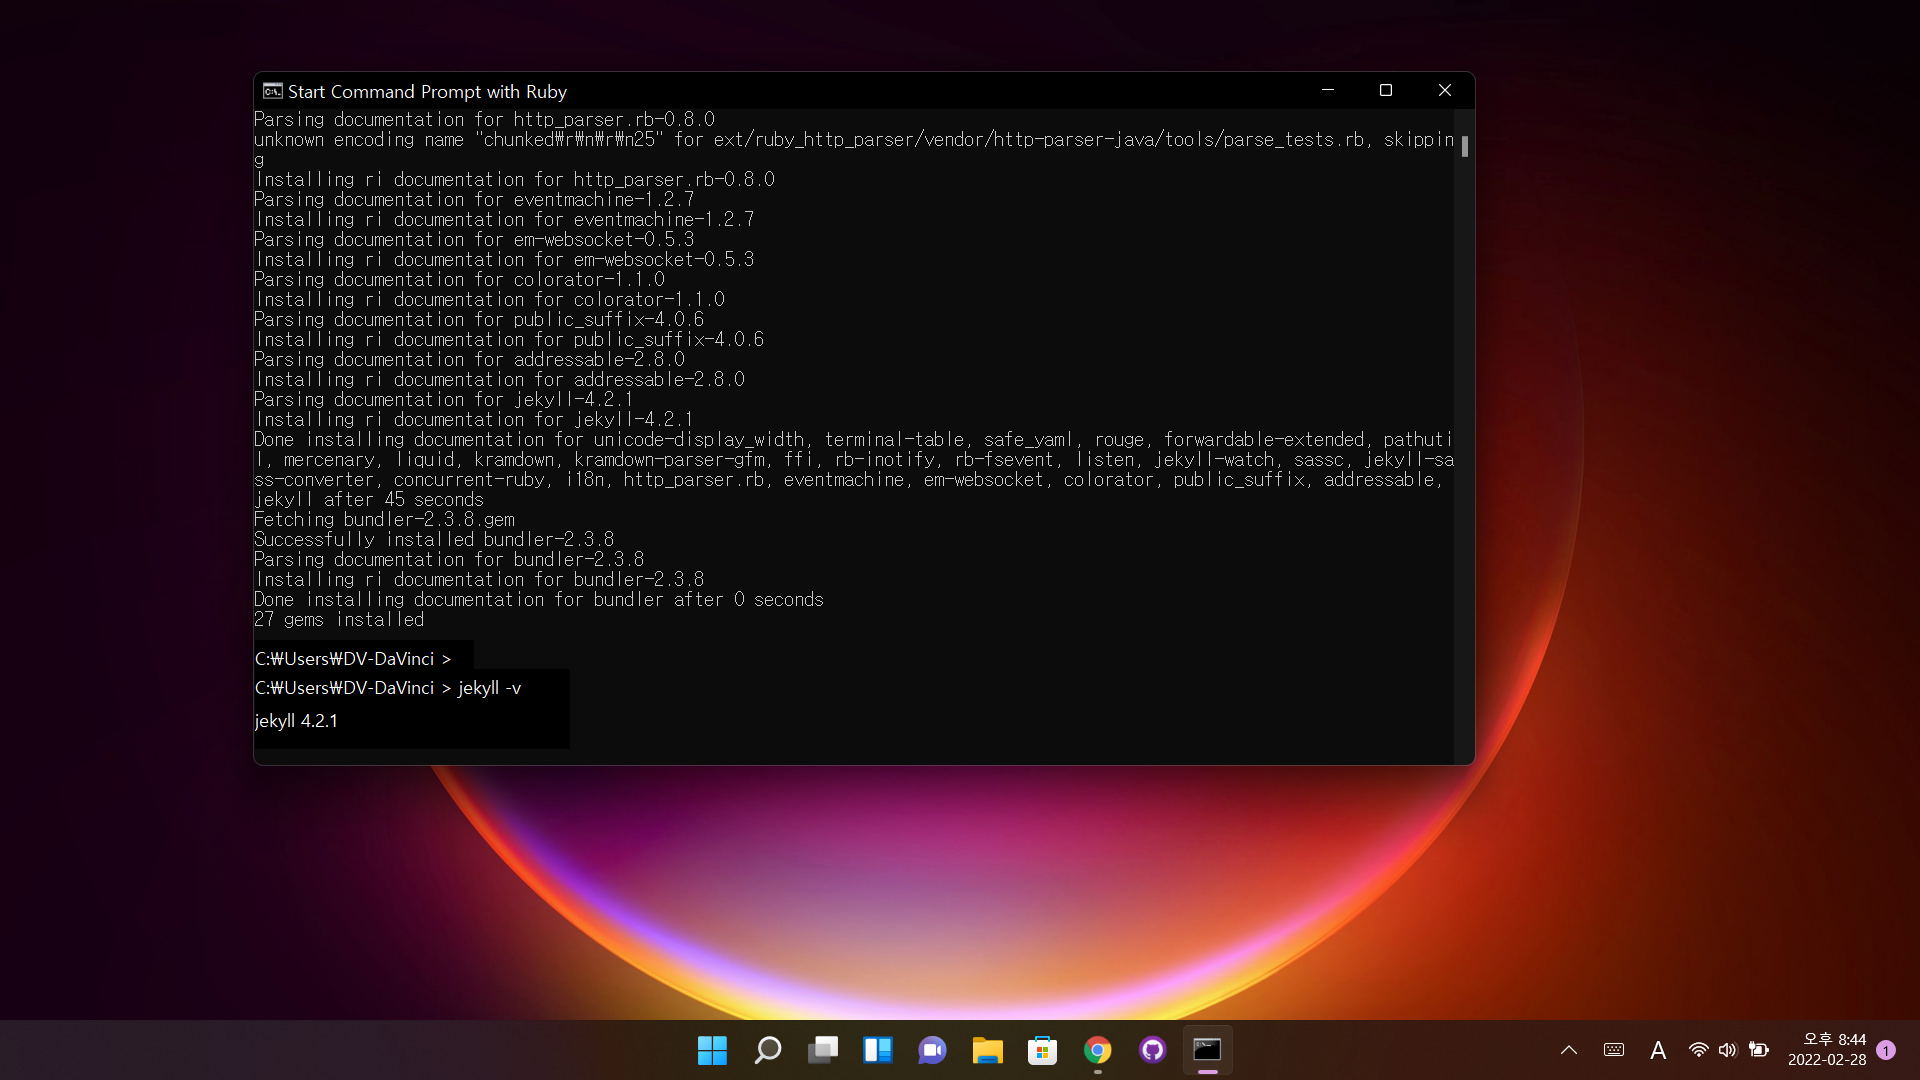 Start Command Prompt with Ruby
Parsing documentation for http_parser.rb-0.8.0
unknown encoding name "chunked₩r₩n₩r₩n25" for ext/ruby_http_parser/vendor/http-parser-java/tools/parse_tests.rb, skippin
g
Installing ri documentation for http_parser.rb-0.8.0
Parsing documentation for eventmachine-1.2.7
Installing ri documentation for eventmachine-1.2.7
Parsing documentation for em-websocket-0.5.3
Installing ri documentation for em-websocket-0.5.3
Parsing documentation for colorator-1.1.0
Installing ri documentation for colorator-1.1.0
Parsing documentation for public_suffix-4.0.6
Installing ri documentation for public_suffix-4.0.6
Parsing documentation for addressable-2.8.0
Installing ri documentation for addressable-2.8.0
Parsing documentation for jekyll-4.2.1
Installing ri documentation for jekyll-4.2.1
Done installing documentation for unicode-display_width, terminal-table, safe_yaml, rouge, forwardable-extended, pathuti
l, mercenary, liquid, kramdown, kramdown-parser-gfm, ffi, rb-inotify, rb-fsevent, listen, jekyll-watch, sassc, jekyll-sa
ss-converter, concurrent-ruby, i18n, http_parser.rb, eventmachine, em-websocket, colorator, public_suffix, addressable,
jekyll after 45 seconds
Fetching bundler-2.3.8.gem
Successfully installed bundler-2.3.8
Parsing documentation for bundler-2.3.8
Installing ri documentation for bundler-2.3.8
Done installing documentation for bundler after 0 seconds
27 gems installed
C:₩Users₩DV-DaVinci >
C:₩Users₩DV-DaVinci > jekyll -v
jekyll 4.2.1
A
오후 8:44
2022-02-28
1